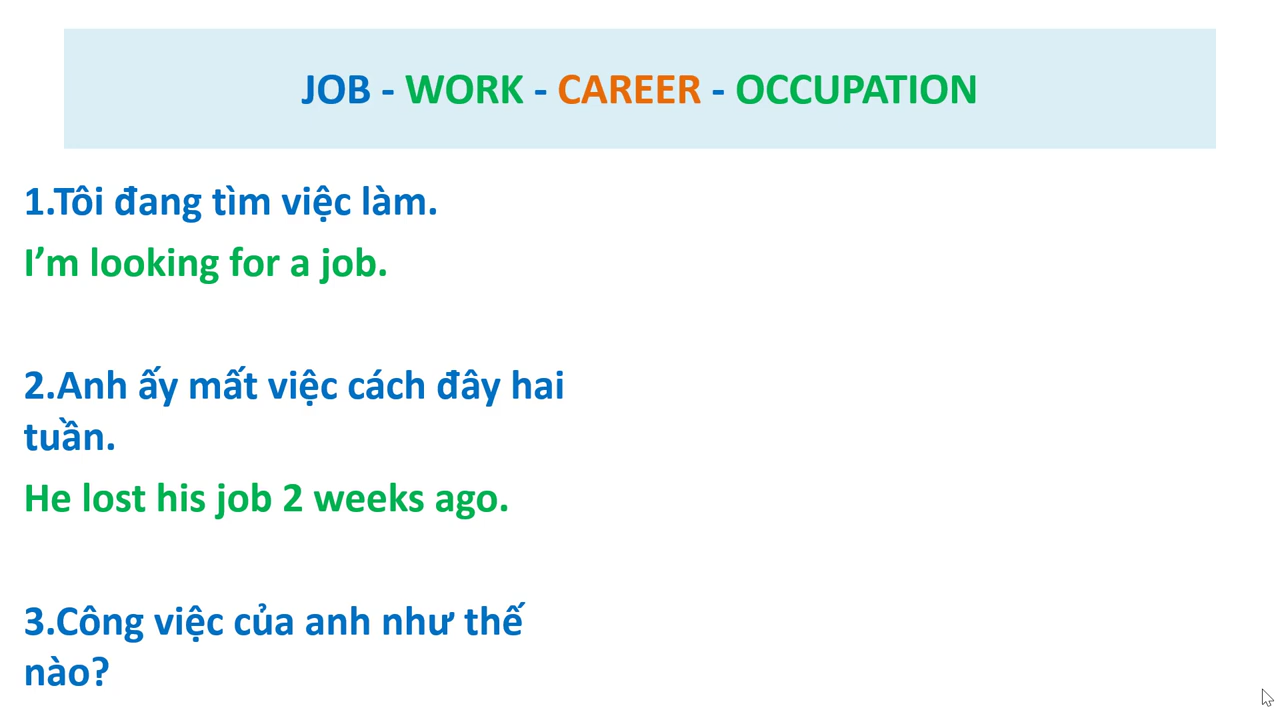 JOB - WORK - CAREER - OCCUPATION
1.Tôi đang tìm việc làm.
I’m looking for a job.
2.Anh ấy mất việc cách đây hai
tuần.
He lost his job 2 weeks ago.
3.Công việc của anh như thế
nào?